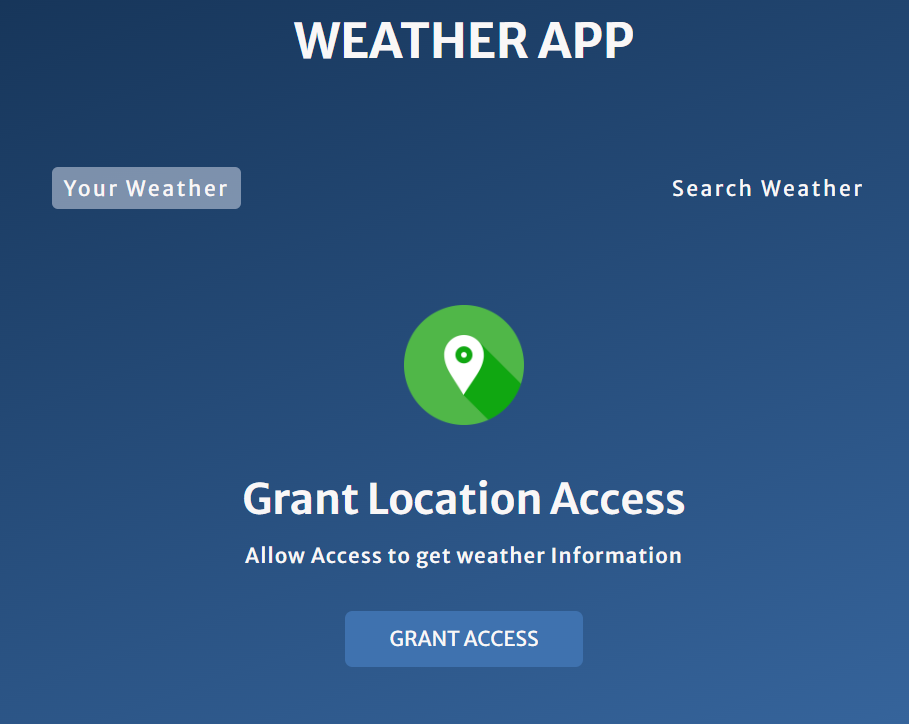 WEATHER APP
Your Weather
Search Weather
Grant Location Access
Allow Access to get weather Information
GRANT ACCESS